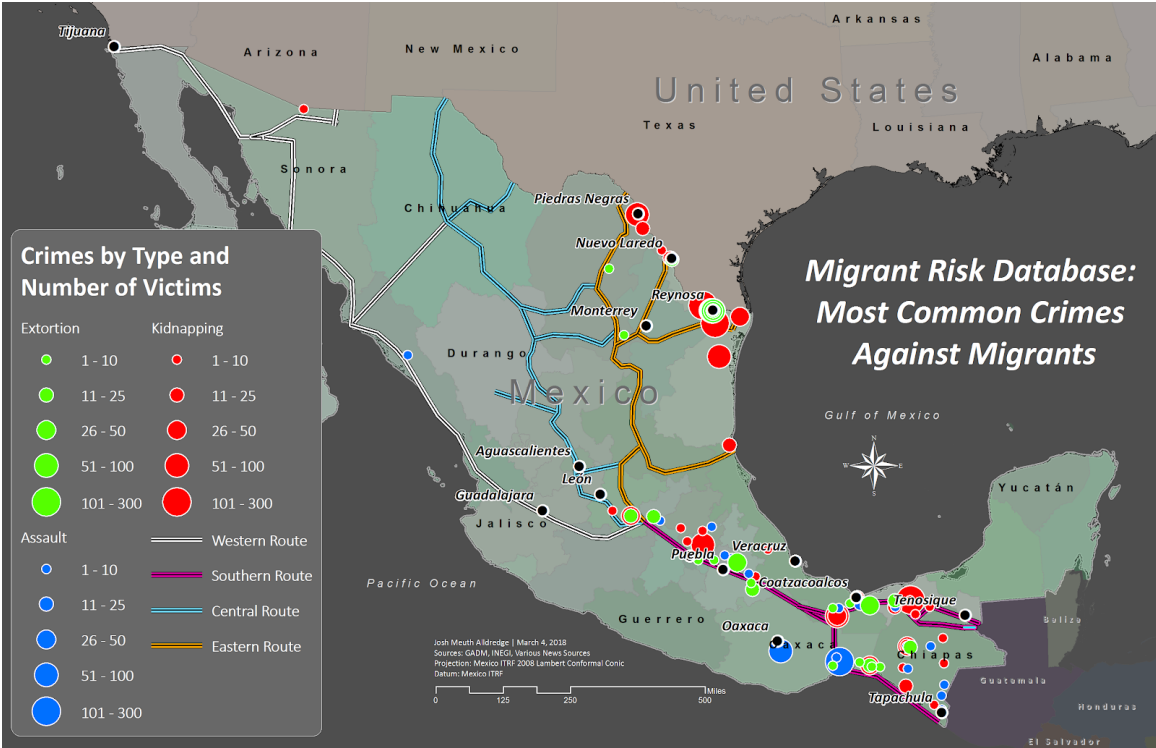 Tijuana
Arizona
New Mexico
Arkansas
Alabama
United States
Texas
Louisiana
Sonora
Chihuahua
Piedras Negras
Nuevo Laredo
Reynosa
Monterrey
Durango
Mexico
Migrant Risk Database:
Most Common Crimes
Against Migrants
Gulf of Mexico
N
W
E
S
Crimes by Type and
Number of Victims
Extortion
Kidnapping
1 - 10
1 - 10
11 - 25
11 - 25
26 - 50
26 - 50
51 - 100
51 - 100
101 - 300
101 - 300
Assault
1 - 10
11 - 25
26 - 50
51 - 100
101 - 300
Western Route
Southern Route
Central Route
Eastern Route
Aguascalientes
León
Guadalajara
Jalisco
Yucatán
Puebla
Veracruz
Pacific Ocean
Coatzacoalcos
Tenosique
Guerrero
Oaxaca
Oaxaca
Chiapas
Tapachula
Belize
Guatemala
Honduras
El Salvador
Josh Meuth Alldredge | March 4, 2018
Sources: GADM, INEGI, Various News Sources
Projection: Mexico ITRF 2008 Lambert Conformal Conic
Datum: Mexico ITRF
Miles
0 125 250 500